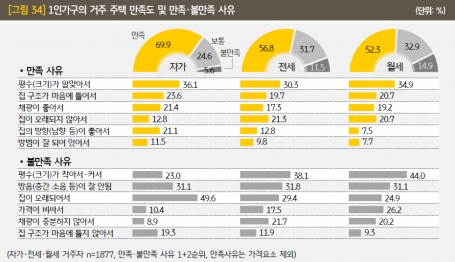 [그림 34] 1인가구의 거주 주택 만족도 및 만족·불만족 사유
(단위: %)
만족 보통 불만족
69.9 24.6 5.6 자가
56.8 31.7 11.5 전세
52.3 32.9 14.9 월세
만족 사유
평수(크기)가 알맞아서 36.1 30.3 34.9
집 구조가 마음에 들어서 23.6 19.7 20.7
채광이 좋아서 21.4 17.3 19.2
집이 오래되지 않아서 12.8 21.3 20.7
집의 방향(남향 등)이 좋아서 21.1 12.8 7.5
방범이 잘 되어 있어서 11.5 9.8 7.7
불만족 사유
평수(크기)가 작아서·커서 23.0 38.1 44.0
방음(층간 소음 등)이 잘 안됨 31.1 31.8 31.1
집이 오래되어서 49.6 29.4 24.9
가격이 비싸서 10.4 17.5 26.2
채광이 충분하지 않아서 8.9 21.7 20.2
집 구조가 마음에 들지 않아서 19.3 11.9 9.3
(자가·전세·월세 거주자 n=1877, 만족·불만족 사유 1+2순위, 만족사유는 가격요소 제외)